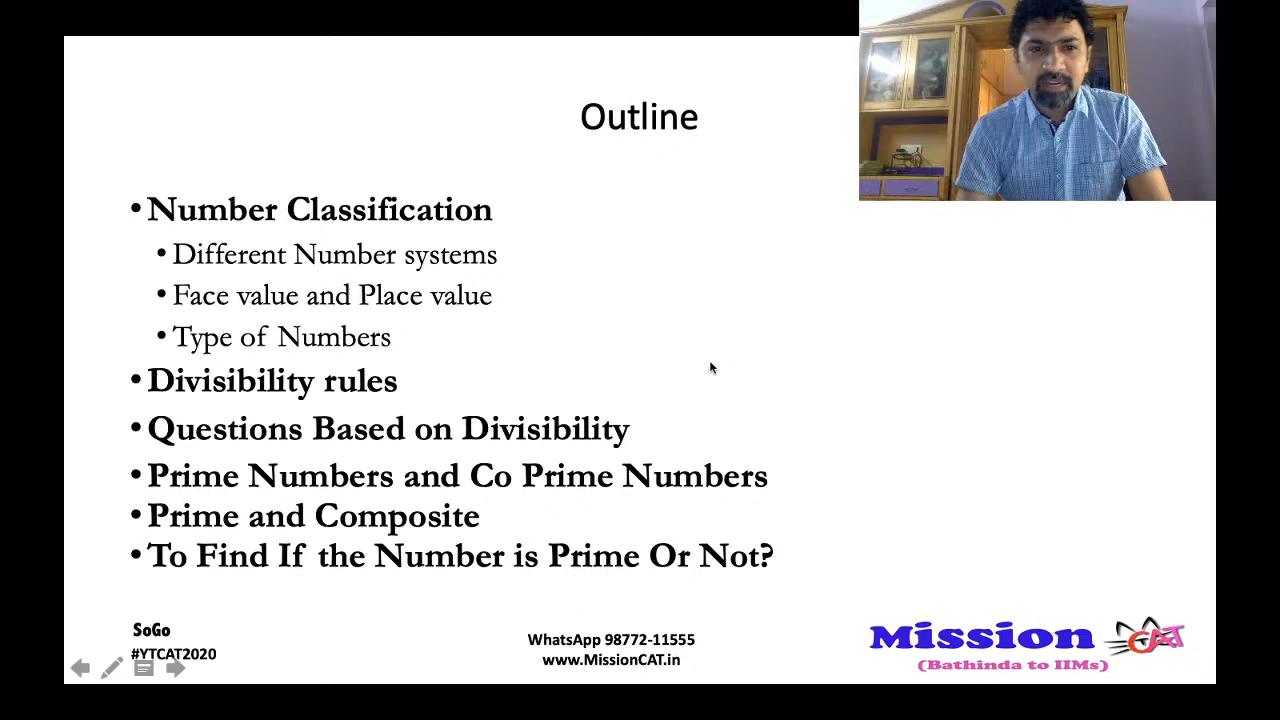 Outline
• Number Classification
• Different Number systems
• Face value and Place value
• Type of Numbers
• Divisibility rules
• Questions Based on Divisibility
• Prime Numbers and Co Prime Numbers
• Prime and Composite
• To Find If the Number is Prime Or Not?
SoGo
#YTCAT2020
WhatsApp 98772-11555
www.MissionCAT.in
Mission CAT
(Bathinda to IIMs)